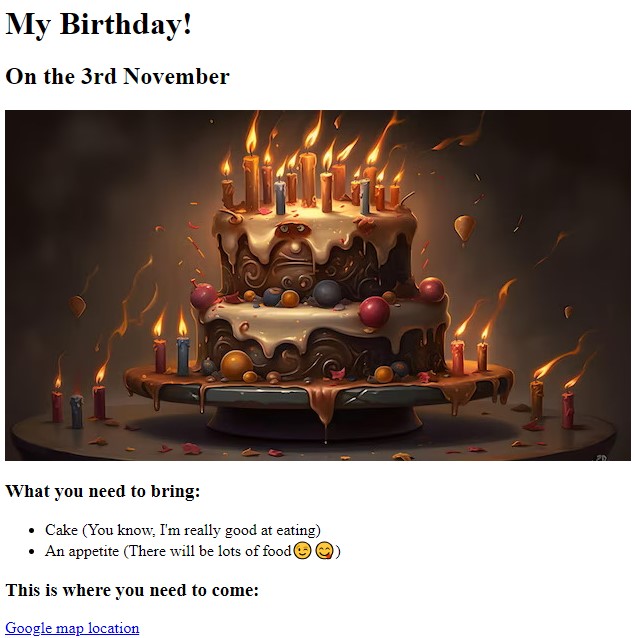 My Birthday!
On the 3rd November
What you need to bring:
Cake (You know, I'm really good at eating)
An appetite (There will be lots of food😉😋)
This is where you need to come:
Google map location